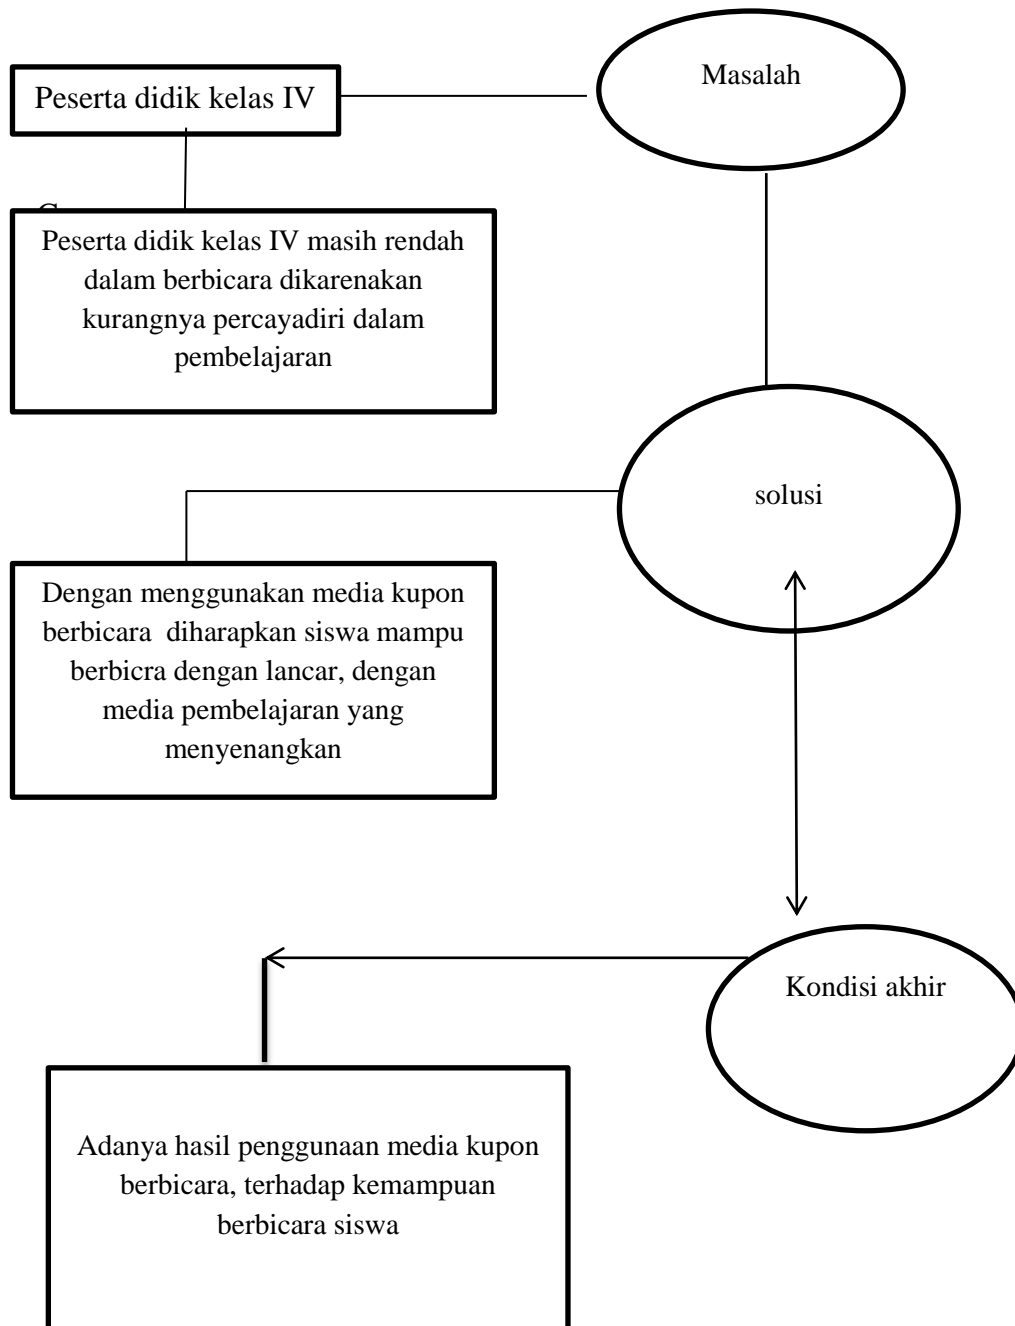 Masalah
Peserta didik kelas IV
Peserta didik kelas IV masih rendah
dalam berbicara dikarenakan
kurangnya percayadiri dalam
pembelajaran
solusi
Dengan menggunakan media kupon
berbicara diharapkan siswa mampu
berbicra dengan lancar, dengan
media pembelajaran yang
menyenangkan
Kondisi akhir
Adanya hasil penggunaan media kupon
berbicara, terhadap kemampuan
berbicara siswa